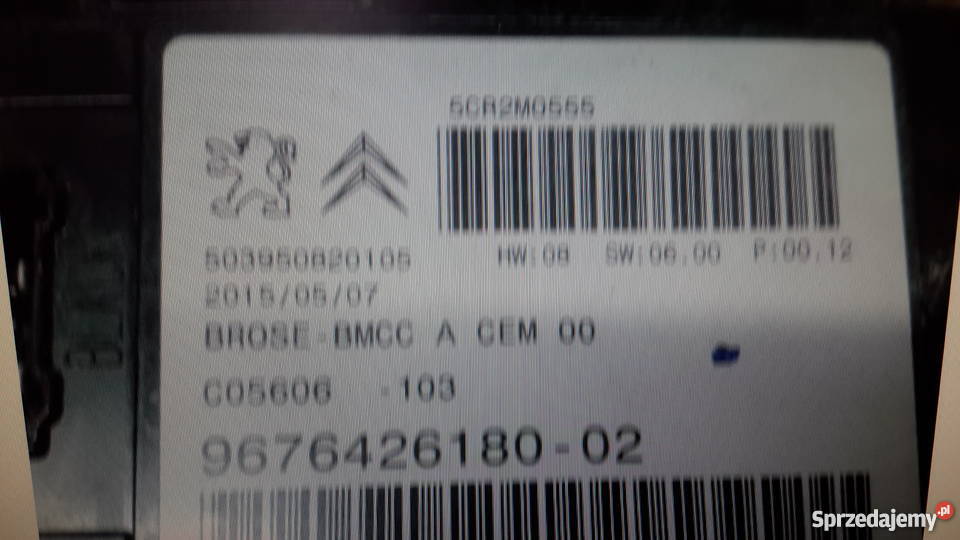 5CR2M0555
503950820105 HW:08 SW:06.00 P:00.12
2015/05/07
BROSE-BMCC A CEM 00
C05606 -103
9676426180-02
Sprzedajemy.pl